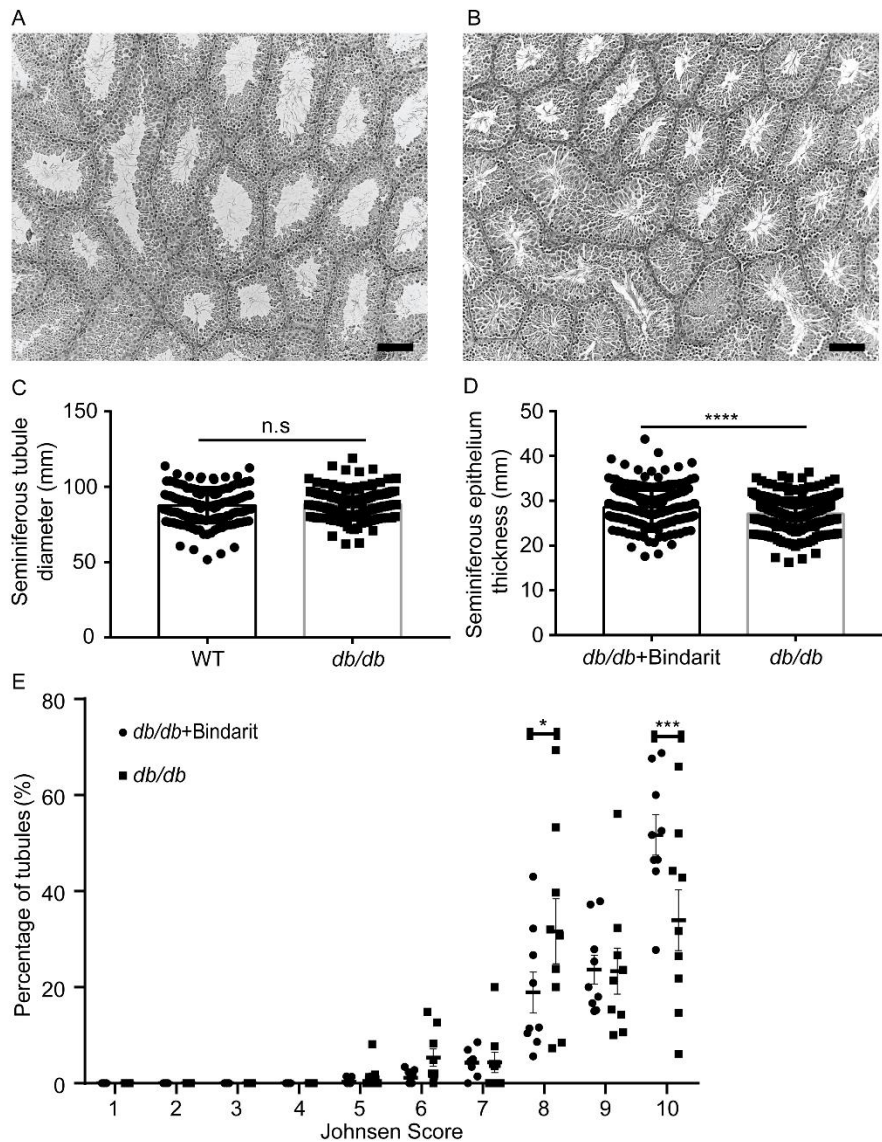 A
B
C
Seminiferous tubule
diameter (mm)
150
100
50
0
n.s
WT
db/db
D
Seminiferous epithelium
thickness (mm)
50
40
30
20
10
0
****
db/db+Bindarit
db/db
E
Percentage of tubules (%)
80
60
40
20
0
db/db+Bindarit
db/db
*
***
1 2 3 4 5 6 7 8 9 10
Johnsen Score